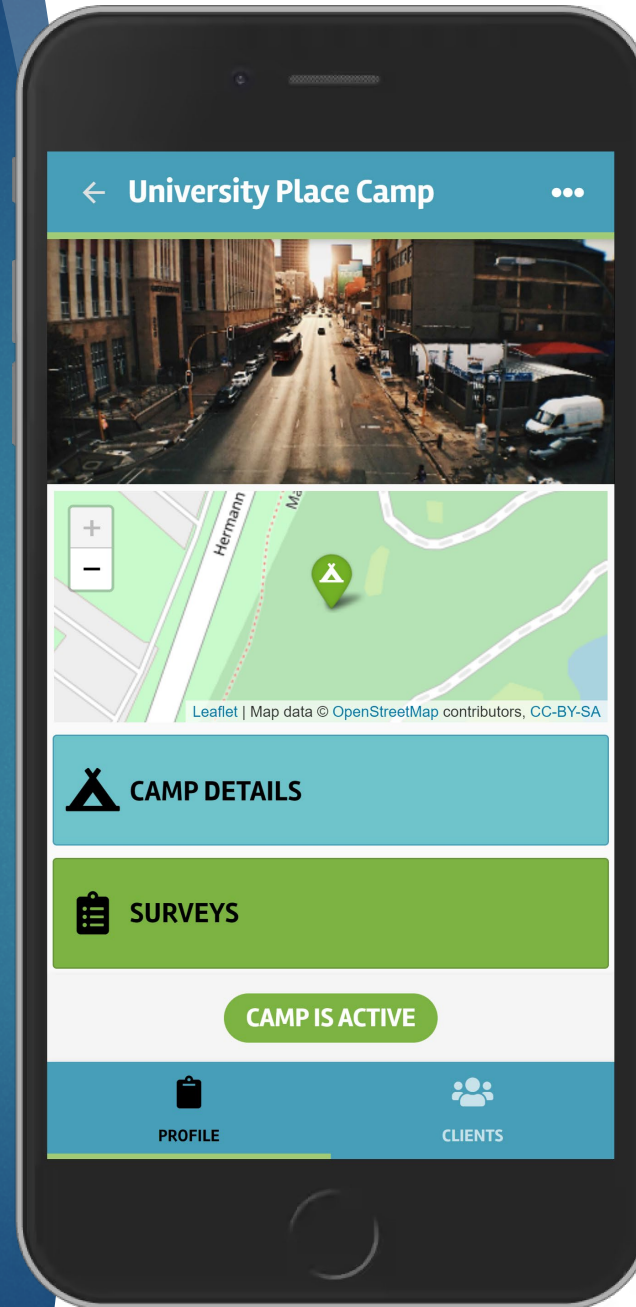 University Place Camp
+
Hermann
Ma
−
Leaflet | Map data © OpenStreetMap contributors, CC-BY-SA
CAMP DETAILS
SURVEYS
CAMP IS ACTIVE
PROFILE
CLIENTS